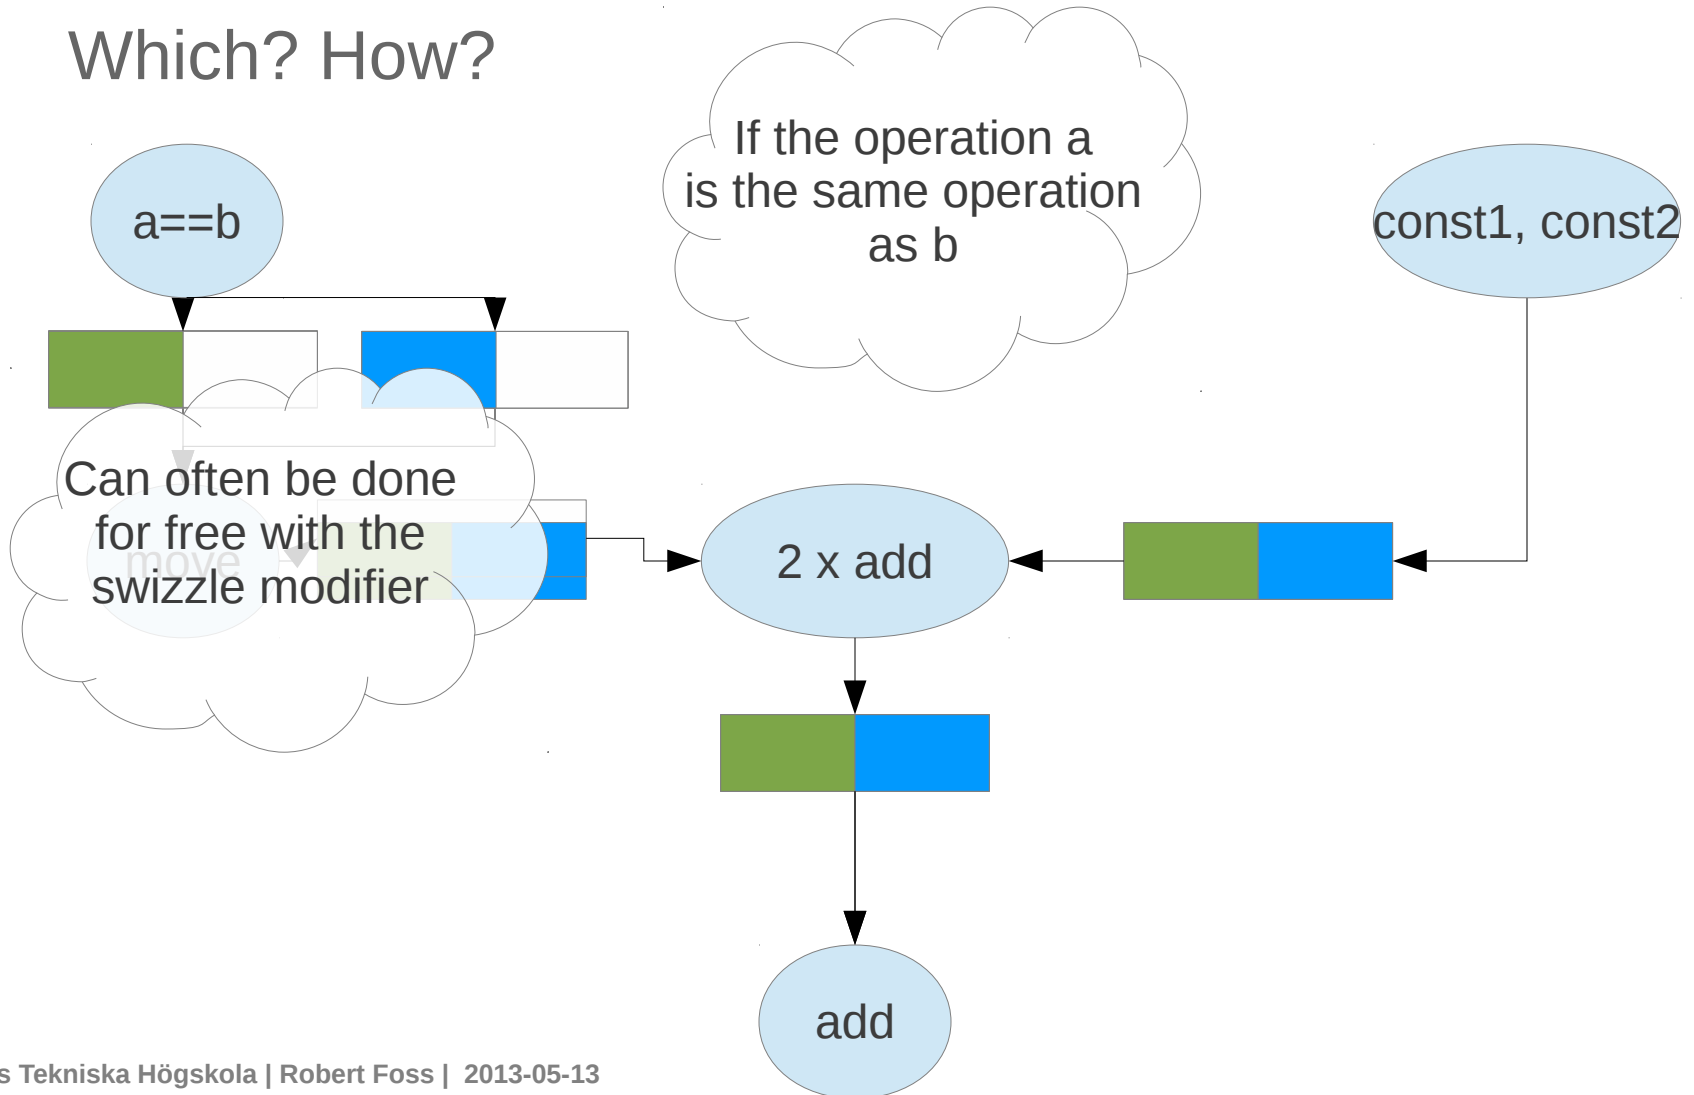 Which? How?
If the operation a
is the same operation
as b
a==b
const1, const2
Can often be done
for free with the
swizzle modifier
move
2 x add
add
s Tekniska Högskola | Robert Foss | 2013-05-13